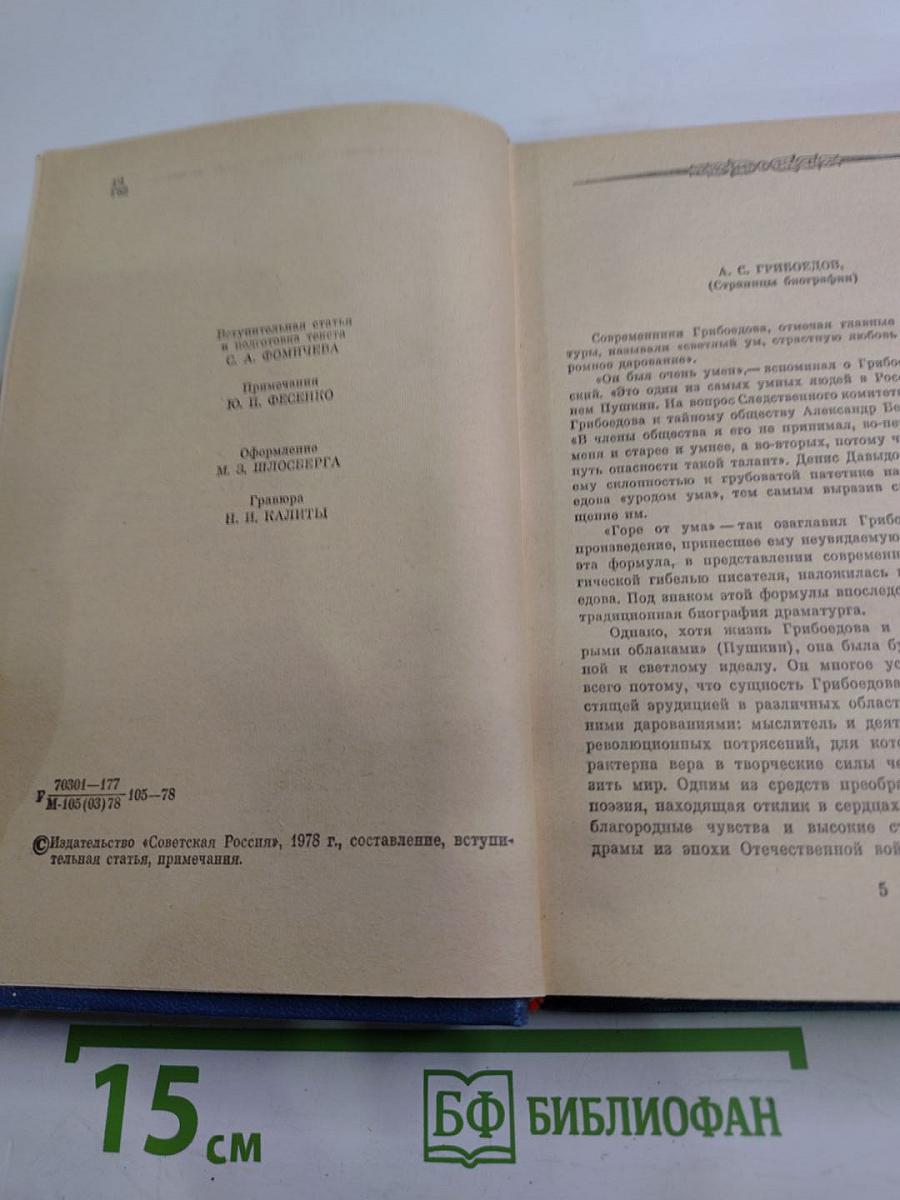 Р1
Г82
Вступительная статья
и подготовка текста
С. А. ФОМИЧЕВА
Примечания
Ю. П. ФЕСЕНКО
Оформление
М. З. ШЛОСБЕРГА
Гравюра
Н. И. КАЛИТЫ
70301—177
Р М-105(03)78 105—78
©Издательство «Советская Россия», 1978 г., составление, вступи-
тельная статья, примечания.
А. С. ГРИБОЕДОВ,
(Страницы биографии)
Современники Грибоедова, отмечая главные
туры, называли «светлый ум, страстную любовь
ромное дарование».
«Он был очень умен»,— вспоминал о Грибое
ский. «Это один из самых умных людей в Росс
нем Пушкин. На вопрос Следственного комитет
Грибоедова к тайному обществу Александр Бе
«В члены общества я его не принимал, во-пе
меня и старее и умнее, а во-вторых, потому ч
нуть опасности такой талант». Денис Давыдо
ему склонностью к грубоватой патетике на
едова «уродом ума», тем самым выразив с
щение им.
«Горе от ума» — так озаглавил Грибо
произведение, принесшее ему неувядаемую
эта формула, в представлении современн
гической гибелью писателя, наложилась
едова. Под знаком этой формулы впоследс
традиционная биография драматурга.
Однако, хотя жизнь Грибоедова и
рыми облаками» (Пушкин), она была бу
ной к светлому идеалу. Он многое ус
всего потому, что сущность Грибоедова
стящей эрудицией в различных област
ними дарованиями: мыслитель и деят
революционных потрясений, для кото
рактерна вера в творческие силы че
зить мир. Одним из средств преобра
поэзия, находящая отклик в сердцах
благородные чувства и высокие ст
драмы из эпохи Отечественной вой
5
15 см
БФ БИБЛИОФАН